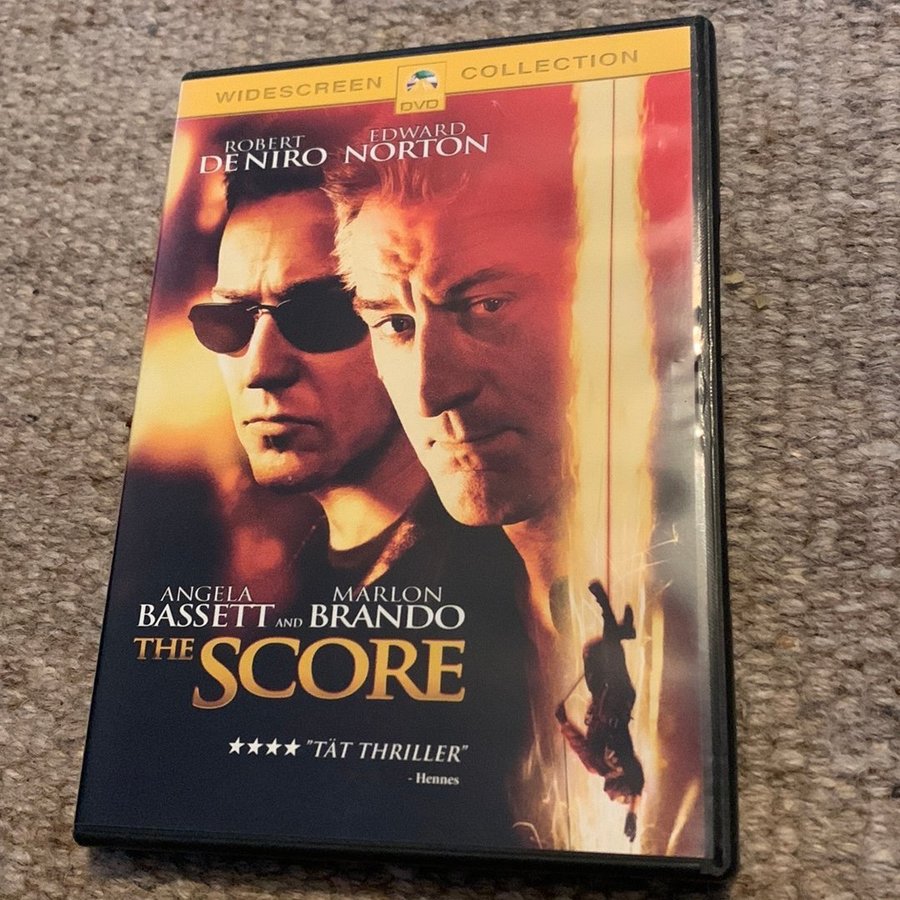 WIDESCREEN DVD COLLECTION
ROBERT EDWARD
DE NIRO NORTON
ANGELA MARLON
BASSETT AND BRANDO
THE SCORE
"TÄT THRILLER"
- Hennes